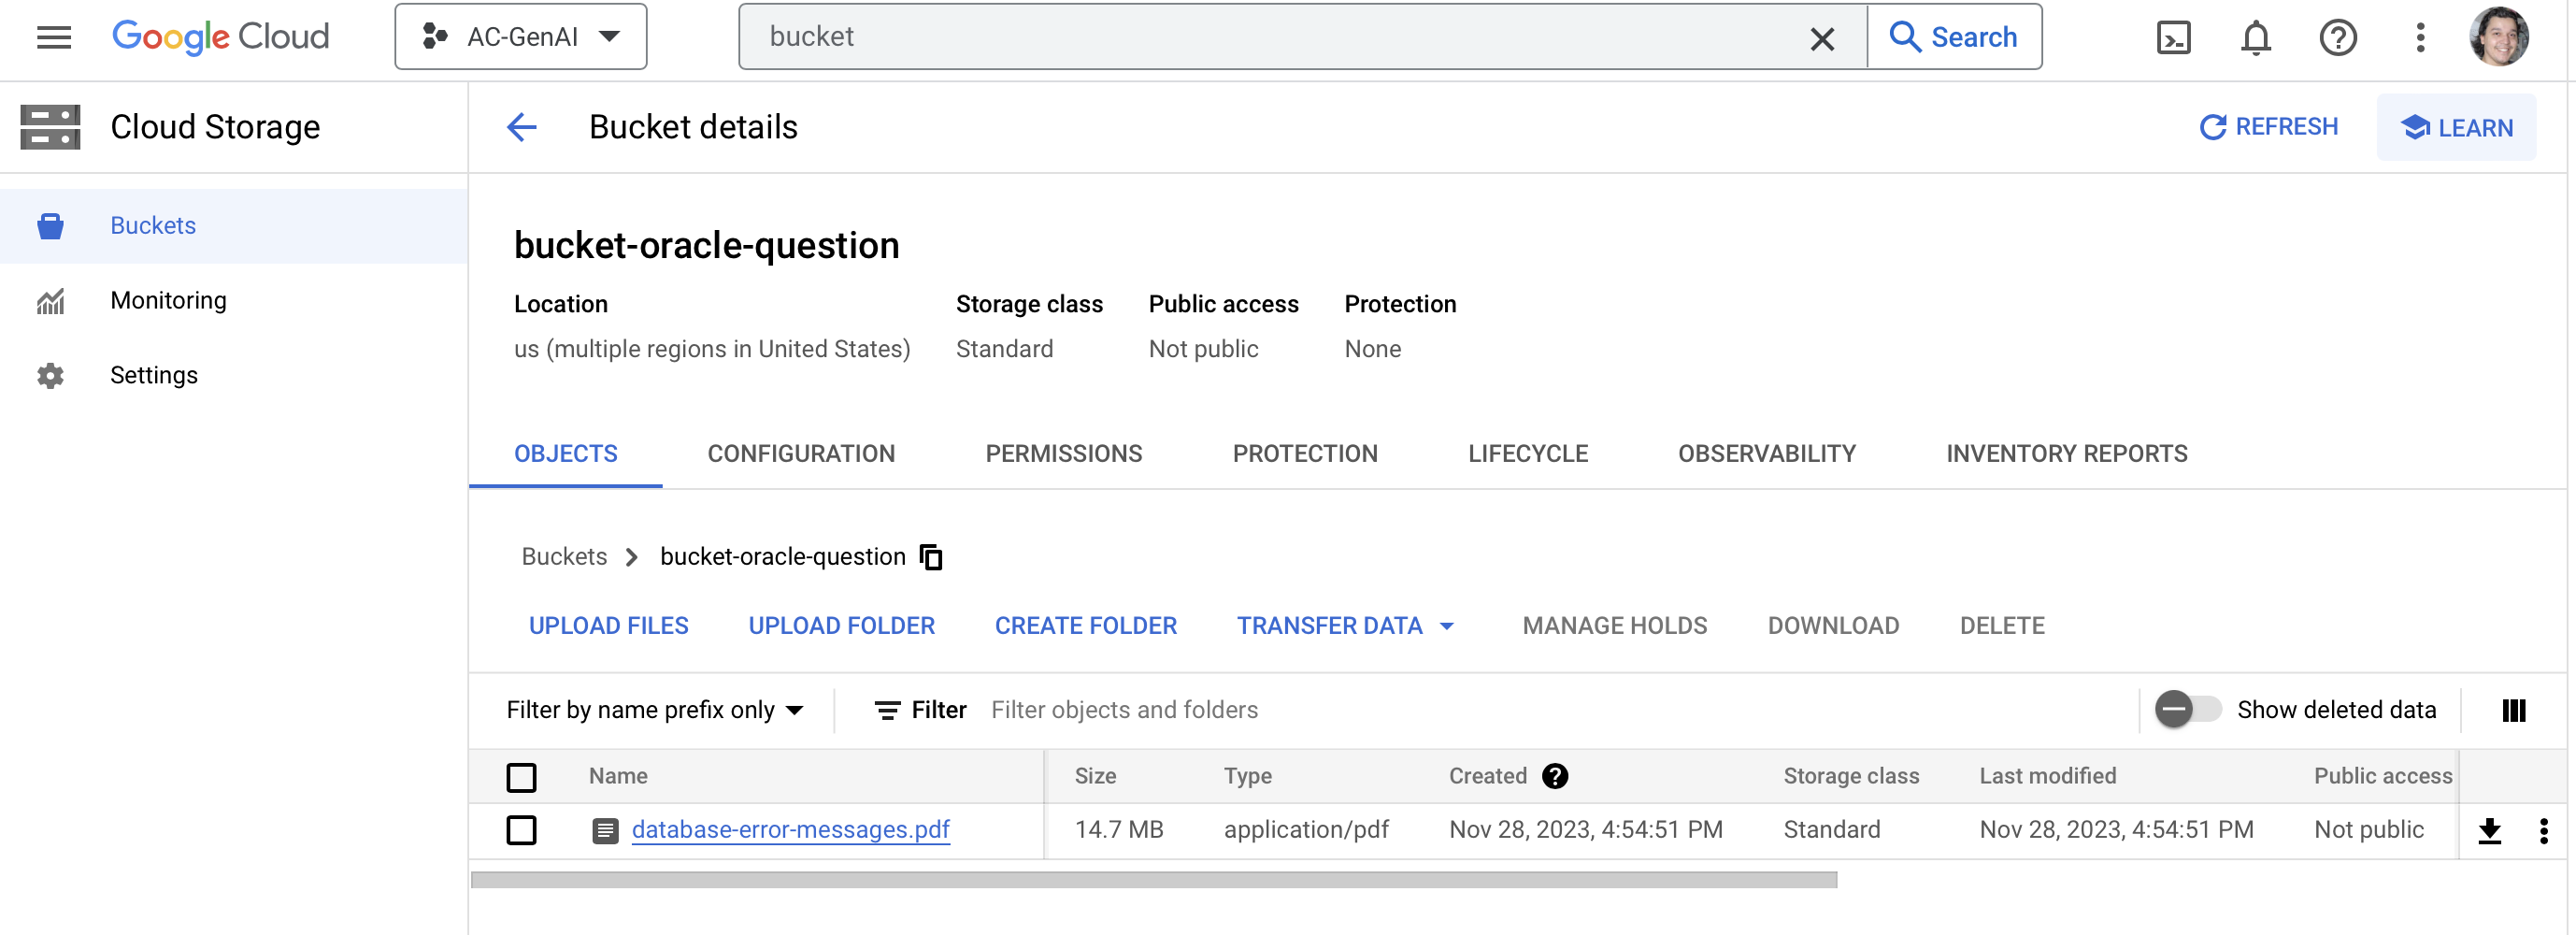 Google Cloud AC-GenAI bucket Search
Cloud Storage Bucket details REFRESH LEARN
Buckets
Monitoring
Settings
bucket-oracle-question
Location Storage class Public access Protection
us (multiple regions in United States) Standard Not public None
OBJECTS CONFIGURATION PERMISSIONS PROTECTION LIFECYCLE OBSERVABILITY INVENTORY REPORTS
Buckets bucket-oracle-question
UPLOAD FILES UPLOAD FOLDER CREATE FOLDER TRANSFER DATA MANAGE HOLDS DOWNLOAD DELETE
Filter by name prefix only Filter Filter objects and folders Show deleted data
Name Size Type Created Storage class Last modified Public access
database-error-messages.pdf 14.7 MB application/pdf Nov 28, 2023, 4:54:51 PM Standard Nov 28, 2023, 4:54:51 PM Not public